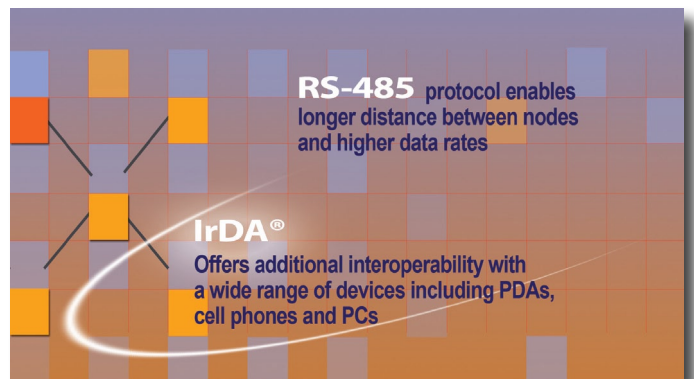 RS-485 protocol enables
longer distance between nodes
and higher data rates
IrDA®
Offers additional interoperability with
a wide range of devices including PDAs,
cell phones and PCs